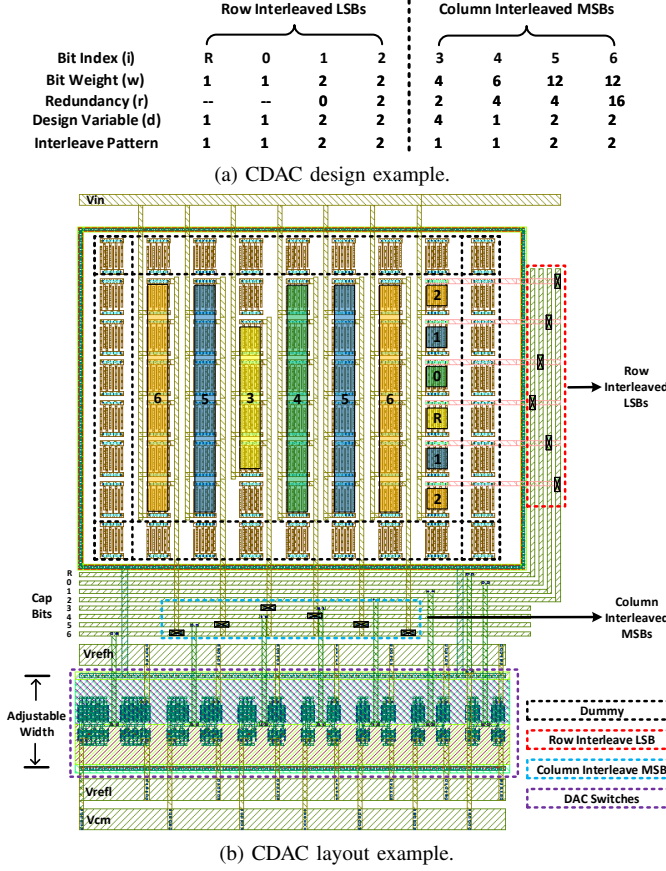 Row Interleaved LSBs Column Interleaved MSBs
Bit Index (i) R 0 1 2 3 4 5 6
Bit Weight (w) 1 1 2 2 4 6 12 12
Redundancy (r) -- -- 0 2 2 4 4 16
Design Variable (d) 1 1 2 2 4 1 2 2
Interleave Pattern 1 1 2 2 1 1 2 2
(a) CDAC design example.
Vin
2
1
0
6 5 3 4 5 6
R
1
2
Row
Interleaved
LSBs
R
0
1
2
3
4
5
6
Cap
Bits
Column
Interleaved
MSBs
Vrefh
Adjustable
Width
Vrefl
Vcm
Dummy
Row Interleave LSB
Column Interleave MSB
DAC Switches
(b) CDAC layout example.